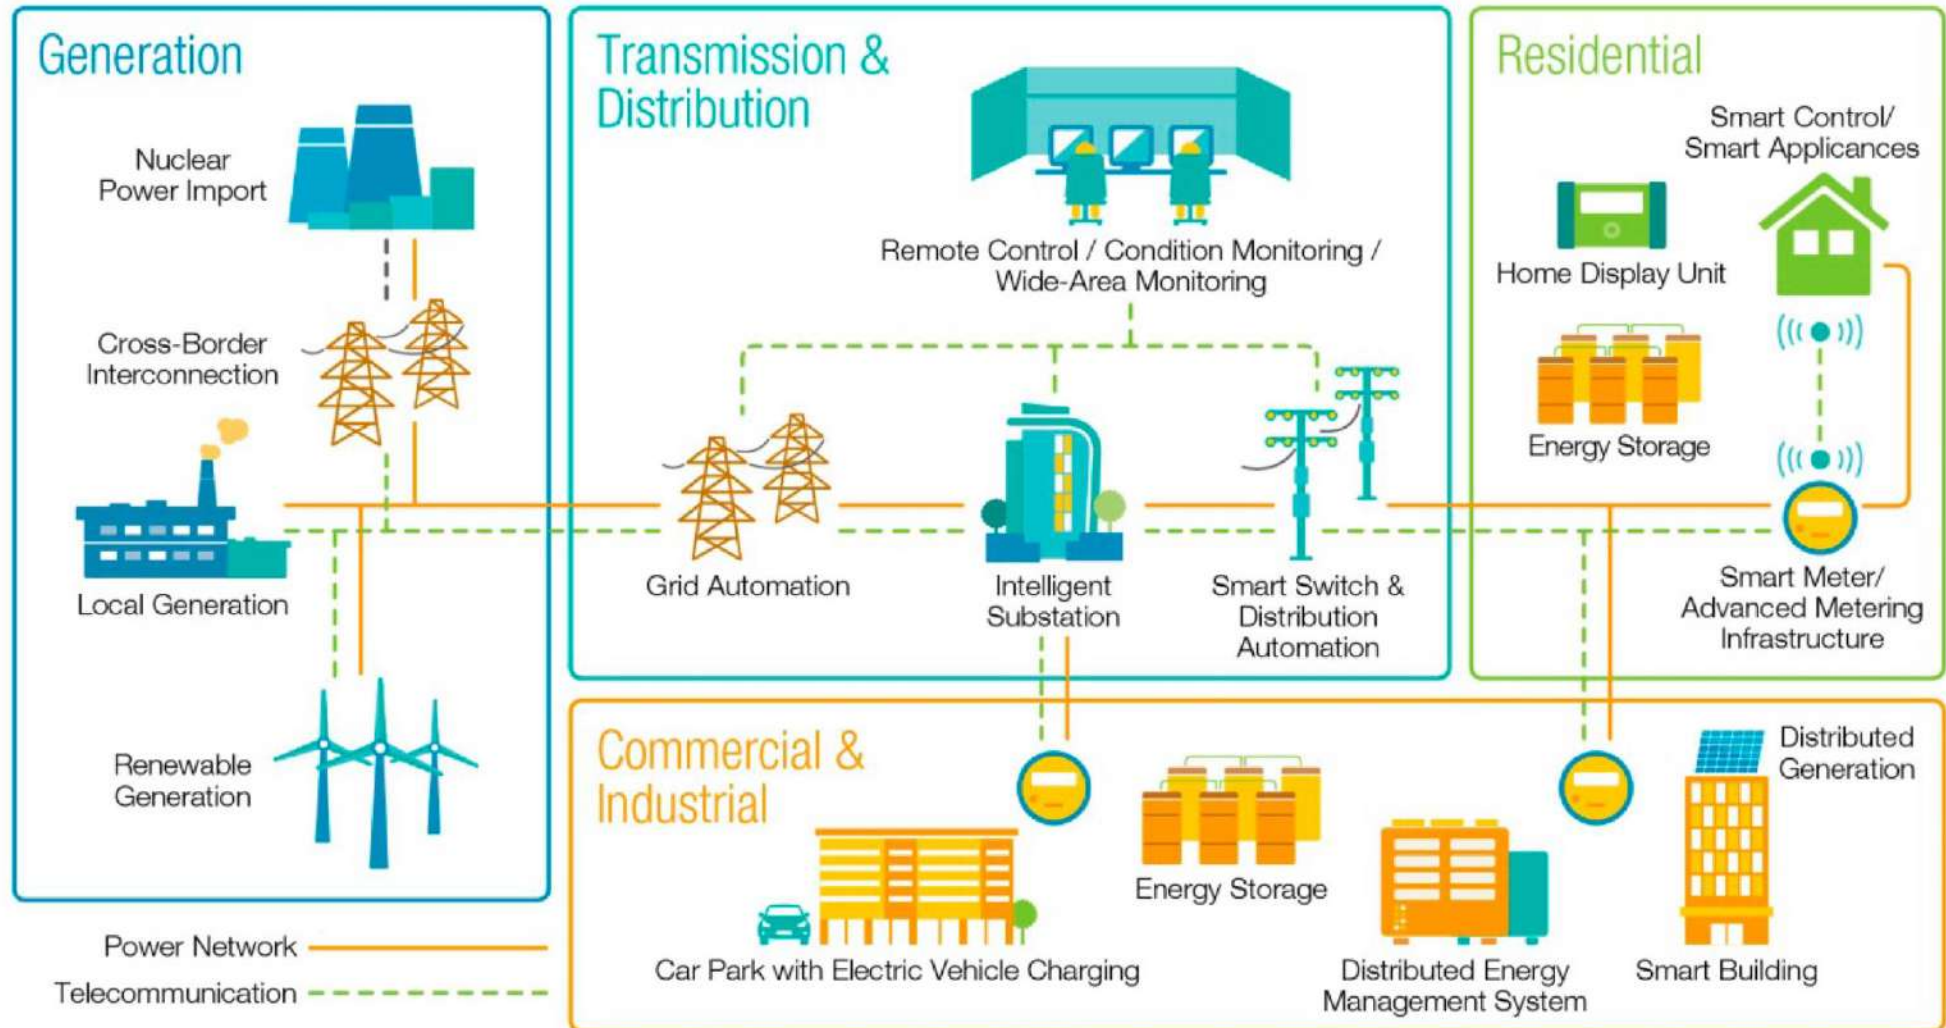 Generation
Nuclear
Power Import
Cross-Border
Interconnection
Local Generation
Renewable
Generation
Power Network
Telecommunication
Transmission &
Distribution
Remote Control / Condition Monitoring /
Wide-Area Monitoring
Grid Automation
Intelligent
Substation
Smart Switch &
Distribution
Automation
Residential
Smart Control/
Smart Applicances
Home Display Unit
Energy Storage
Smart Meter/
Advanced Metering
Infrastructure
Commercial &
Industrial
Car Park with Electric Vehicle Charging
Energy Storage
Distributed Energy
Management System
Distributed
Generation
Smart Building